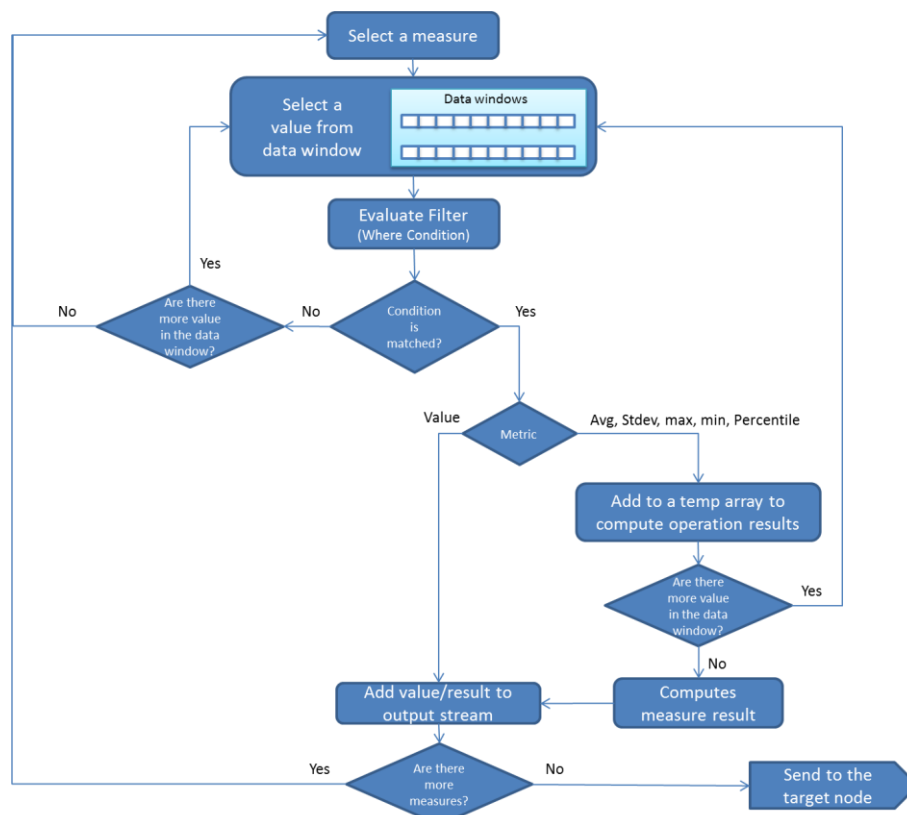 Select a measure
Select a
value from
data window
Data windows
Evaluate Filter
(Where Condition)
Yes
No
Are there
more value
in the data
window?
No
Condition
is
matched?
Yes
Value
Metric
Avg, Stdev, max, min, Percentile
Add to a temp array to
compute operation results
Are there
more value
in the data
window?
Yes
No
Add value/result to
output stream
Computes
measure result
Yes
Are there
more
measures?
No
Send to the
target node